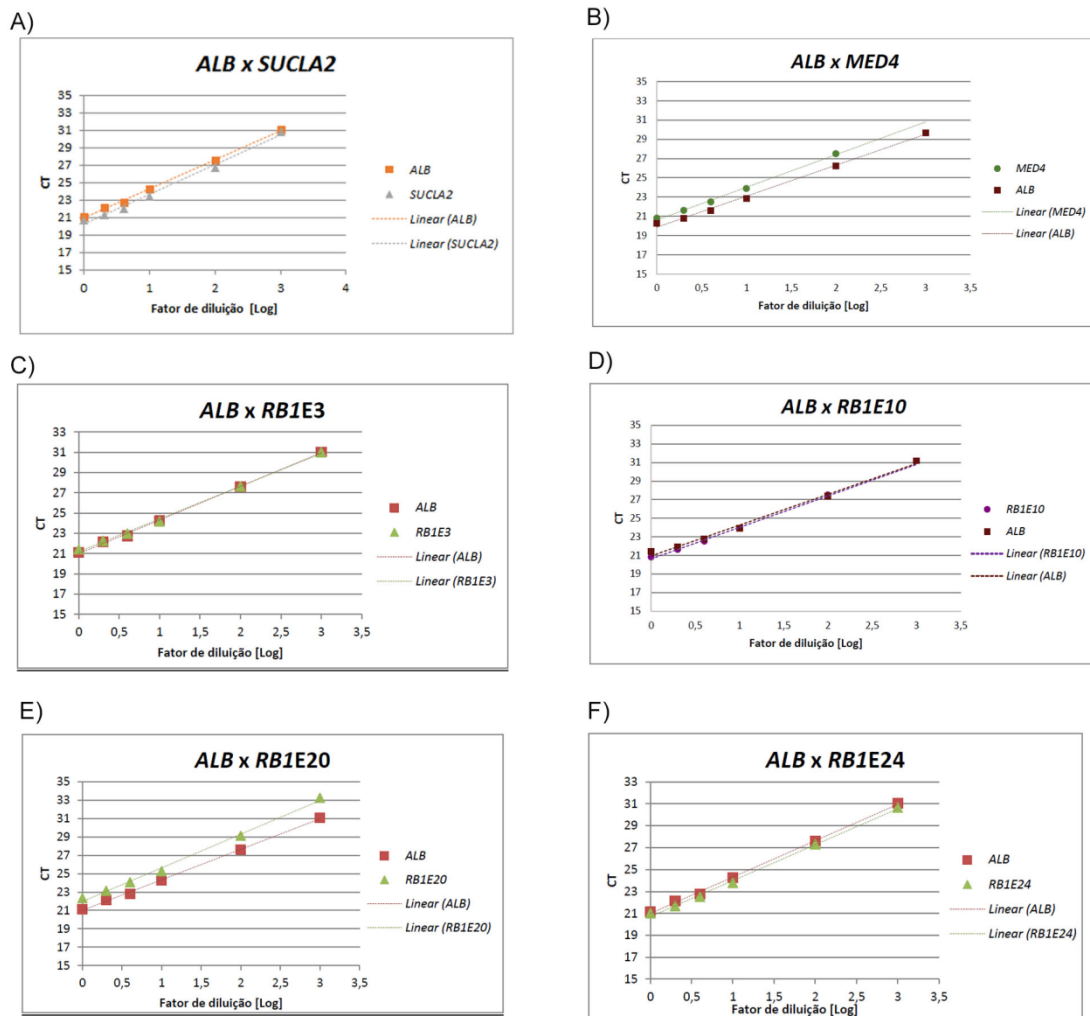 A)
ALB x SUCLA2
35
33
31
29
27
25
23
21
19
17
15
CT
0
1
2
3
4
Fator de diluição [Log]
ALB
SUCLA2
Linear (ALB)
Linear (SUCLA2)
B)
ALB x MED4
35
33
31
29
27
25
23
21
19
17
15
CT
0
0,5
1
1,5
2
2,5
3
3,5
Fator de diluição [Log]
MED4
ALB
Linear (MED4)
Linear (ALB)
C)
ALB x RB1E3
33
31
29
27
25
23
21
19
17
15
CT
0
0,5
1
1,5
2
2,5
3
3,5
Fator de diluição [Log]
ALB
RB1E3
Linear (ALB)
Linear (RB1E3)
D)
ALB x RB1E10
35
33
31
29
27
25
23
21
19
17
15
CT
0
0,5
1
1,5
2
2,5
3
3,5
Fator de diluição [Log]
RB1E10
ALB
Linear (RB1E10)
Linear (ALB)
E)
ALB x RB1E20
35
33
31
29
27
25
23
21
19
17
15
CT
0
0,5
1
1,5
2
2,5
3
3,5
Fator de diluição [Log]
ALB
RB1E20
Linear (ALB)
Linear (RB1E20)
F)
ALB x RB1E24
33
31
29
27
25
23
21
19
17
15
CT
0
0,5
1
1,5
2
2,5
3
3,5
Fator de diluição [Log]
ALB
RB1E24
Linear (ALB)
Linear (RB1E24)